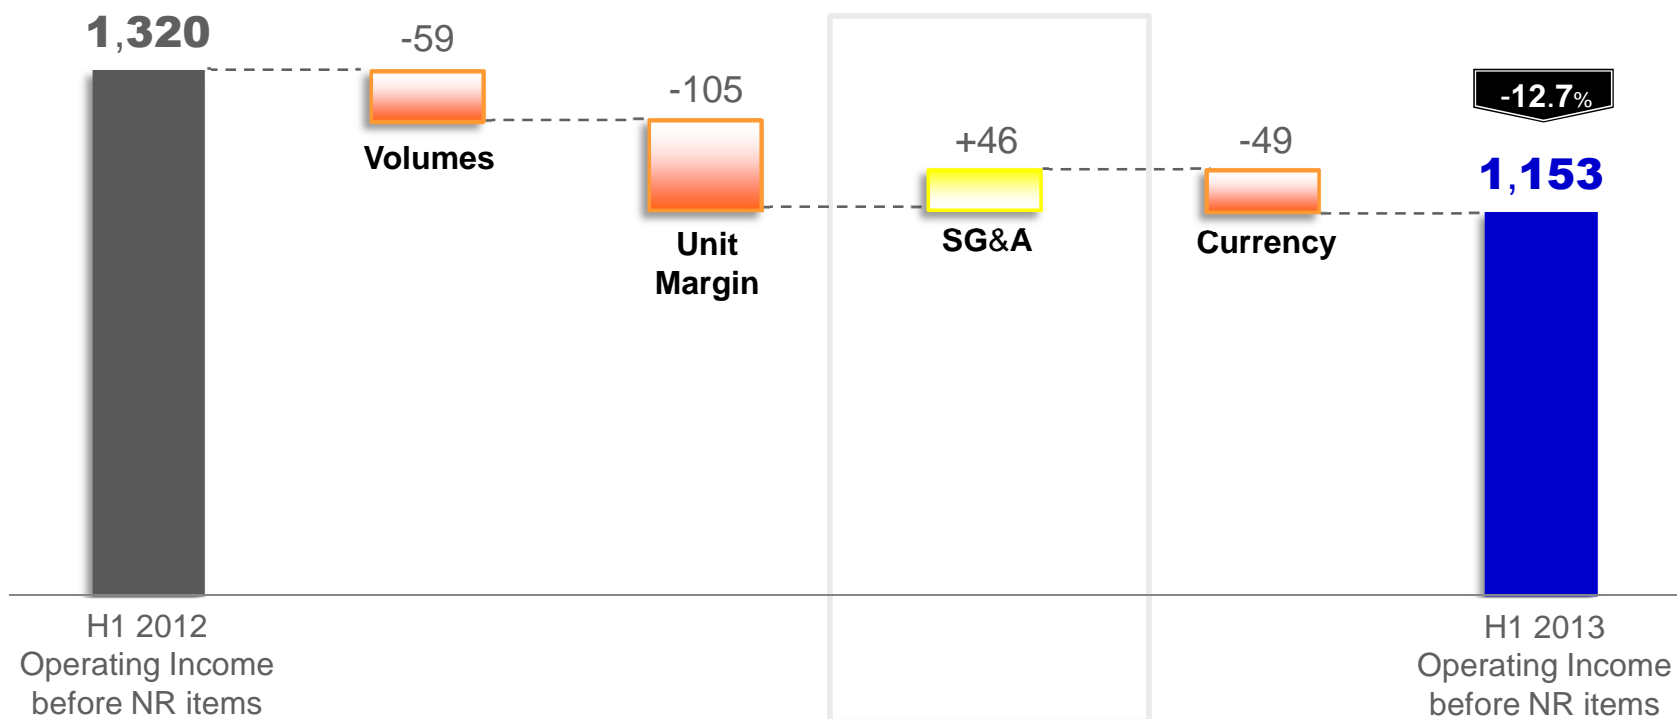 1,320
-59
Volumes
-105
Unit
Margin
+46
SG&A
-49
Currency
-12.7%
1,153
H1 2012
Operating Income
before NR items
H1 2013
Operating Income
before NR items